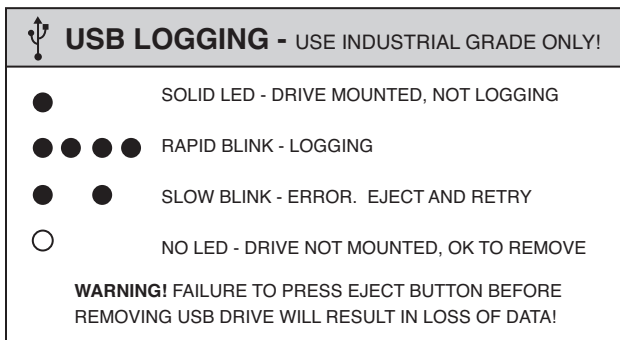 USB LOGGING - USE INDUSTRIAL GRADE ONLY!
SOLID LED - DRIVE MOUNTED, NOT LOGGING
RAPID BLINK - LOGGING
SLOW BLINK - ERROR. EJECT AND RETRY
NO LED - DRIVE NOT MOUNTED, OK TO REMOVE
WARNING! FAILURE TO PRESS EJECT BUTTON BEFORE
REMOVING USB DRIVE WILL RESULT IN LOSS OF DATA!